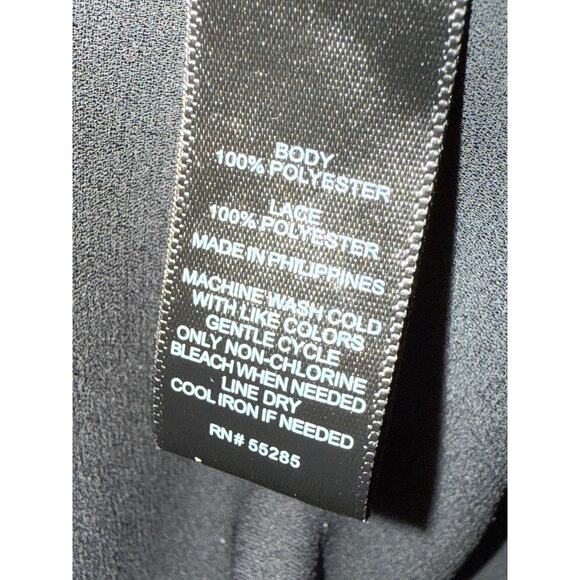 BODY
100% POLYESTER
LACE
100% POLYESTER
MADE IN PHILIPPINES
MACHINE WASH COLD
WITH LIKE COLORS
GENTLE CYCLE
ONLY NON-CHLORINE
BLEACH WHEN NEEDED
LINE DRY
COOL IRON IF NEEDED
RN# 55285